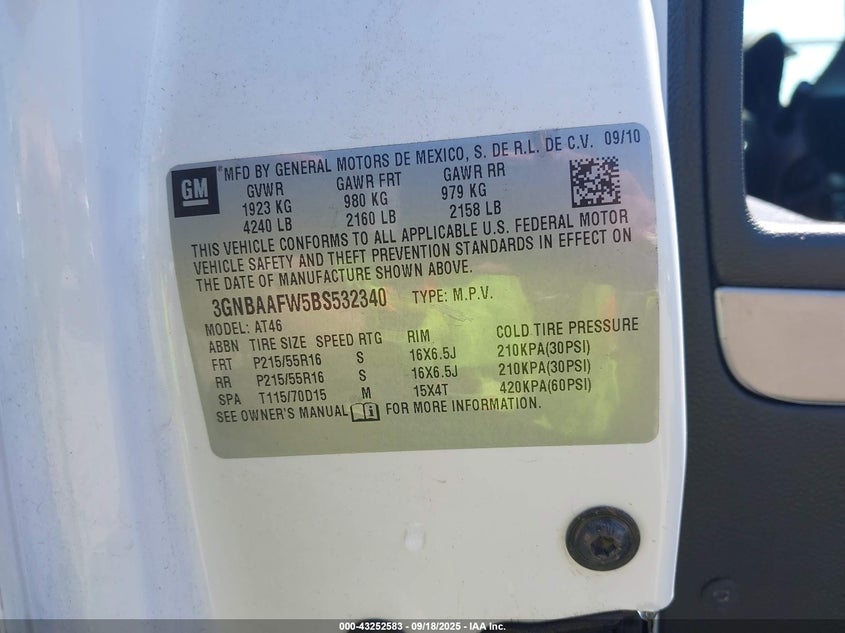 GM
® MFD BY GENERAL MOTORS DE MEXICO, S. DE R.L. DE C.V. 09/10
GVWR GAWR FRT GAWR RR
1923 KG 980 KG 979 KG
4240 LB 2160 LB 2158 LB
THIS VEHICLE CONFORMS TO ALL APPLICABLE U.S. FEDERAL MOTOR
VEHICLE SAFETY AND THEFT PREVENTION STANDARDS IN EFFECT ON
THE DATE OF MANUFACTURE SHOWN ABOVE.
3GNBAAFW5BS532340 TYPE: M.P.V.
MODEL: AT46
ABBN TIRE SIZE SPEED RTG RIM COLD TIRE PRESSURE
FRT P215/55R16 S 16X6.5J 210KPA(30PSI)
RR P215/55R16 S 16X6.5J 210KPA(30PSI)
SPA T115/70D15 M 15X4T 420KPA(60PSI)
SEE OWNER'S MANUAL i FOR MORE INFORMATION.
000-43252583 - 09/18/2025 - IAA Inc.